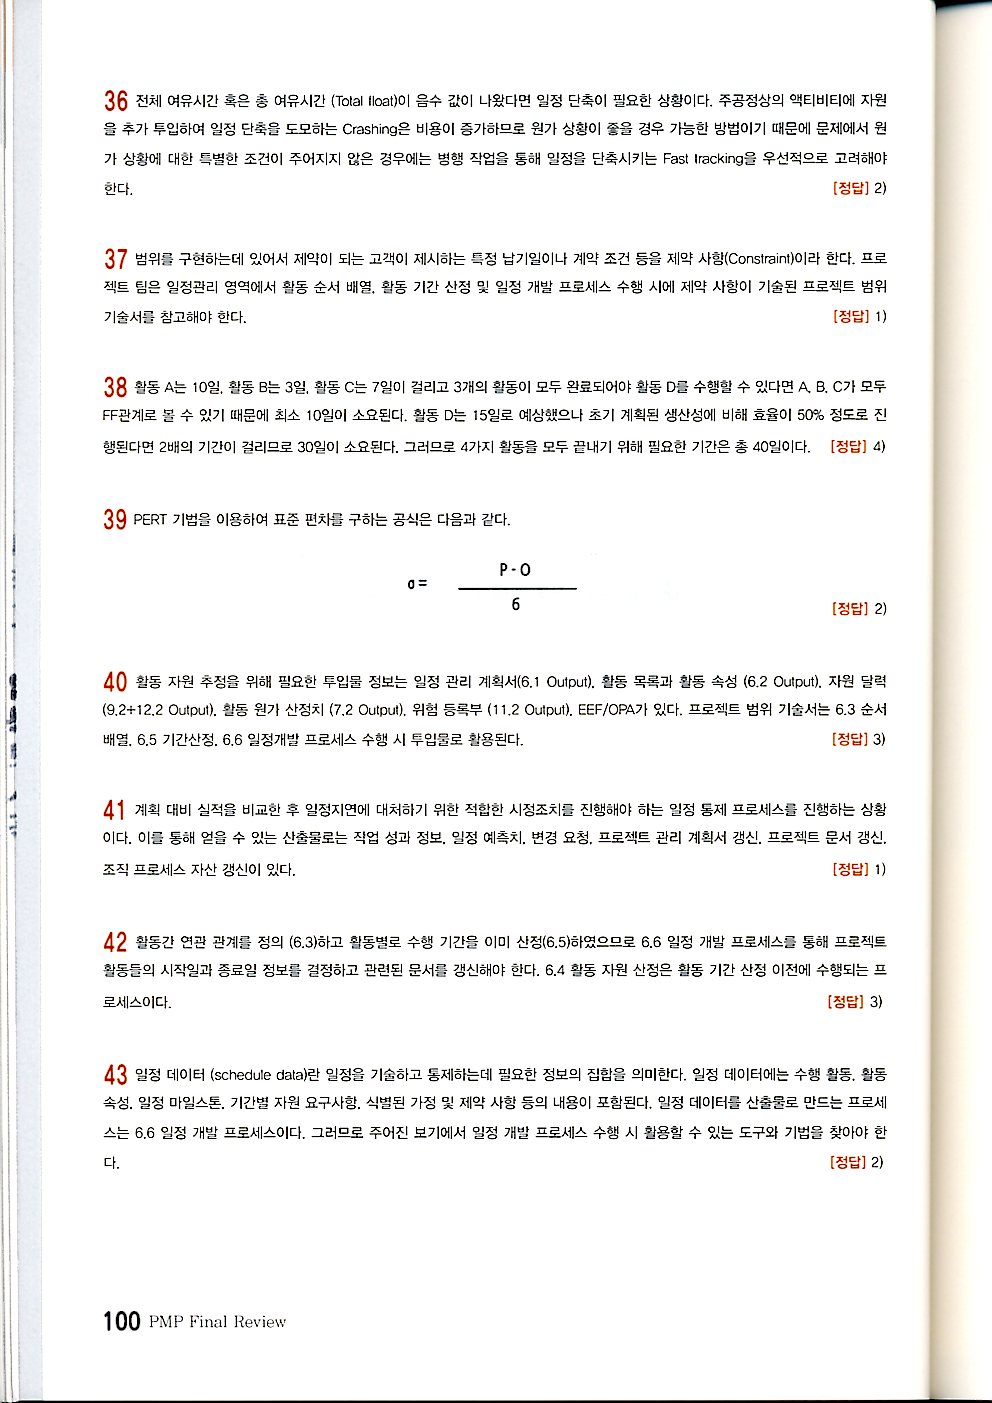 36 전체 여유시간 혹은 총 여유시간 (Total float)이 음수 값이 나왔다면 일정 단축이 필요한 상황이다. 주공정상의 액티비티에 자원
을 추가 투입하여 일정 단축을 도모하는 Crashing은 비용이 증가하므로 원가 상황이 좋을 경우 가능한 방법이기 때문에 문제에서 원
가 상황에 대한 특별한 조건이 주어지지 않은 경우에는 병행 작업을 통해 일정을 단축시키는 Fast tracking을 우선적으로 고려해야
한다. [정답] 2)
37 범위를 구현하는데 있어서 제약이 되는 고객이 제시하는 특정 납기일이나 계약 조건 등을 제약 사항(Constraint)이라 한다. 프로
젝트 팀은 일정관리 영역에서 활동 순서 배열, 활동 기간 산정 및 일정 개발 프로세스 수행 시에 제약 사항이 기술된 프로젝트 범위
기술서를 참고해야 한다. [정답] 1)
38 활동 A는 10일, 활동 B는 3일, 활동 C는 7일이 걸리고 3개의 활동이 모두 완료되어야 활동 D를 수행할 수 있다면 A, B, C가 모두
FF관계로 볼 수 있기 때문에 최소 10일이 소요된다. 활동 D는 15일로 예상했으나 초기 계획된 생산성에 비해 효율이 50% 정도로 진
행된다면 2배의 기간이 걸리므로 30일이 소요된다. 그러므로 4가지 활동을 모두 끝내기 위해 필요한 기간은 총 40일이다. [정답] 4)
39 PERT 기법을 이용하여 표준 편차를 구하는 공식은 다음과 같다.
P - O
σ =
6
[정답] 2)
40 활동 자원 추정을 위해 필요한 투입물 정보는 일정 관리 계획서(6.1 Output), 활동 목록과 활동 속성 (6.2 Output), 자원 달력
(9.2+12.2 Output), 활동 원가 산정치 (7.2 Output), 위험 등록부 (11.2 Output), EEF/OPA가 있다. 프로젝트 범위 기술서는 6.3 순서
배열, 6.5 기간산정, 6.6 일정개발 프로세스 수행 시 투입물로 활용된다. [정답] 3)
41 계획 대비 실적을 비교한 후 일정지연에 대처하기 위한 적합한 시정조치를 진행해야 하는 일정 통제 프로세스를 진행하는 상황
이다. 이를 통해 얻을 수 있는 산출물로는 작업 성과 정보, 일정 예측치, 변경 요청, 프로젝트 관리 계획서 갱신, 프로젝트 문서 갱신,
조직 프로세스 자산 갱신이 있다. [정답] 1)
42 활동간 연관 관계를 정의 (6.3)하고 활동별로 수행 기간을 이미 산정(6.5)하였으므로 6.6 일정 개발 프로세스를 통해 프로젝트
활동들의 시작일과 종료일 정보를 결정하고 관련된 문서를 갱신해야 한다. 6.4 활동 자원 산정은 활동 기간 산정 이전에 수행되는 프
로세스이다. [정답] 3)
43 일정 데이터 (schedule data)란 일정을 기술하고 통제하는데 필요한 정보의 집합을 의미한다. 일정 데이터에는 수행 활동, 활동
속성, 일정 마일스톤, 기간별 자원 요구사항, 식별된 가정 및 제약 사항 등의 내용이 포함된다. 일정 데이터를 산출물로 만드는 프로세
스는 6.6 일정 개발 프로세스이다. 그러므로 주어진 보기에서 일정 개발 프로세스 수행 시 활용할 수 있는 도구와 기법을 찾아야 한
다. [정답] 2)
100 PMP Final Review